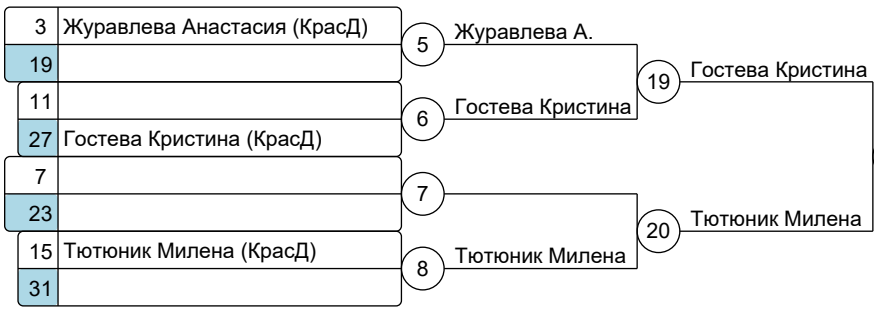 3 Журавлева Анастасия (КрасД)
19
5 Журавлева А.
11
27 Гостева Кристина (КрасД)
6 Гостева Кристина
19 Гостева Кристина
7
23
7
15 Тютюник Милена (КрасД)
31
8 Тютюник Милена
20 Тютюник Милена